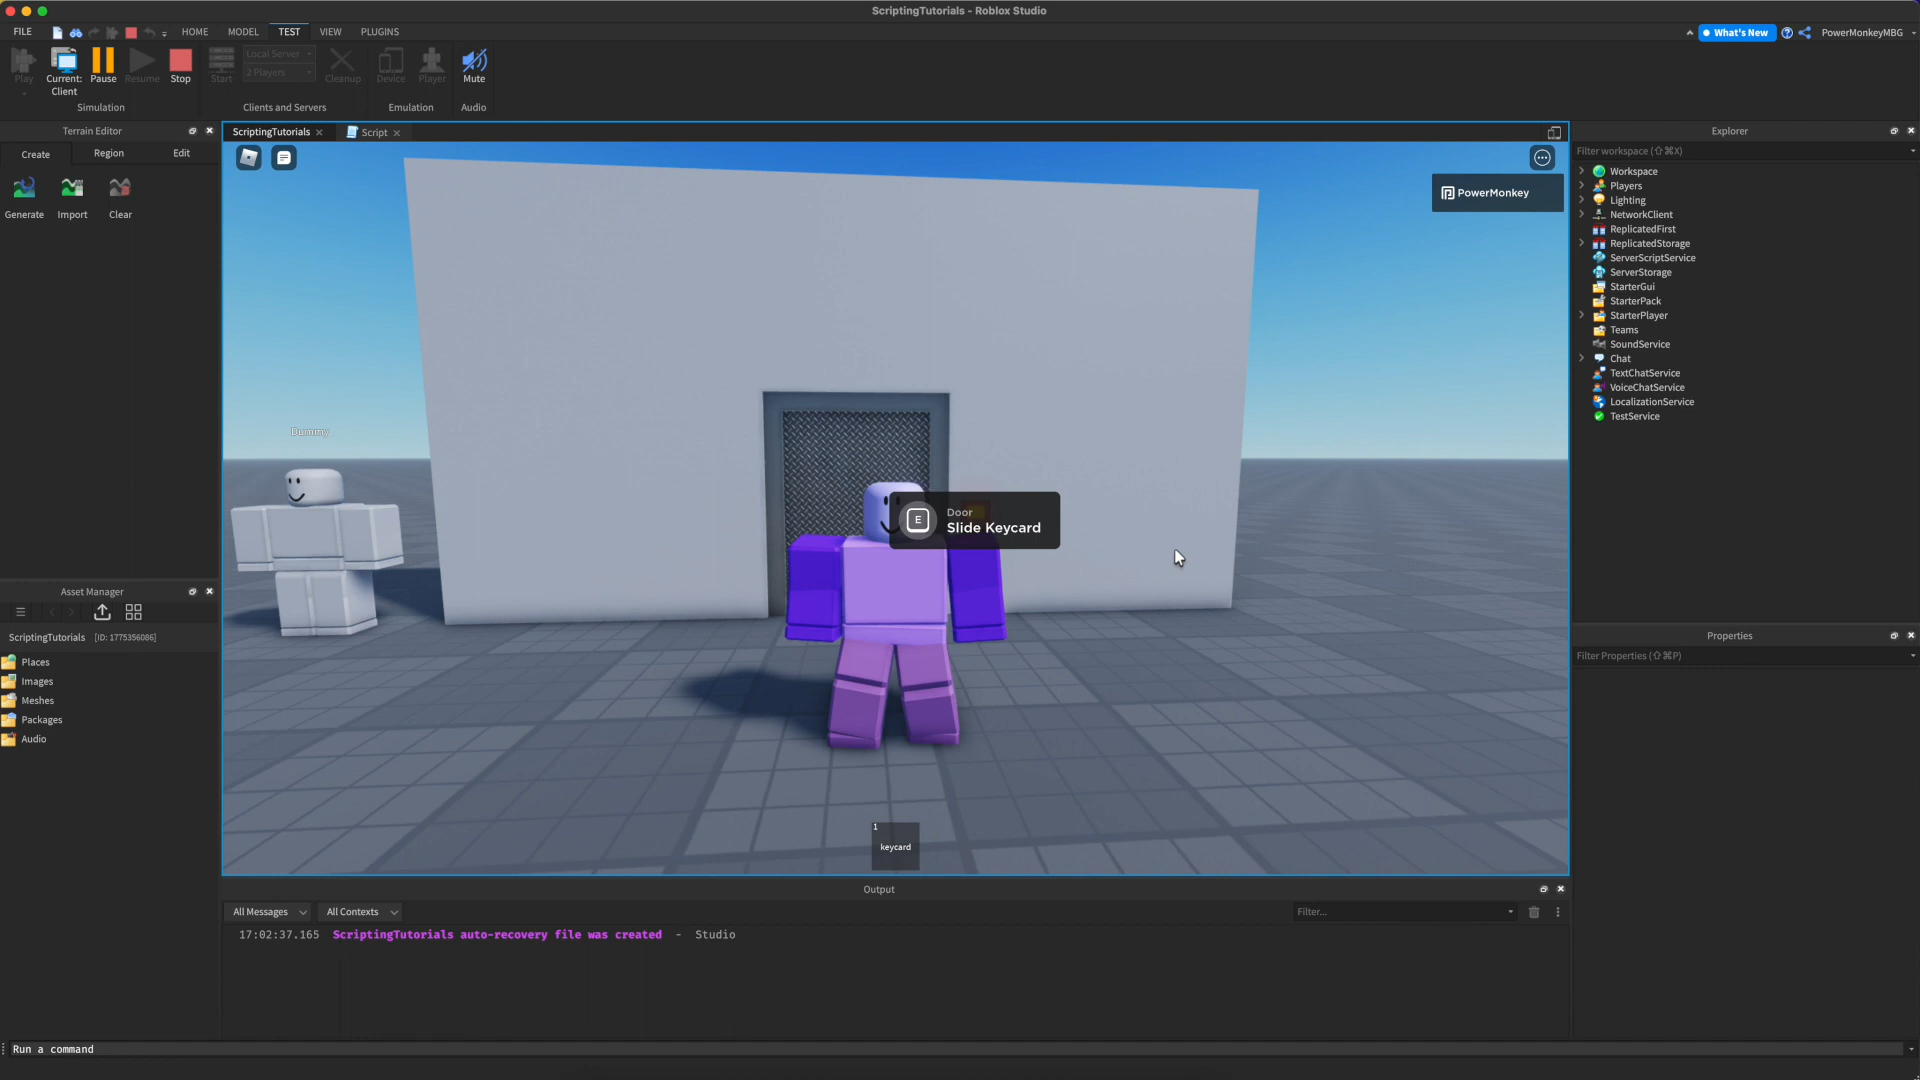 ScriptingTutorials - Roblox Studio
FILE
HOME
MODEL
TEST
VIEW
PLUGINS
What's New
PowerMonkeyMBG
Play
Current:
Client
Pause
Resume
Stop
Simulation
Start
Local Server
2 Players
Cleanup
Clients and Servers
Device
Player
Emulation
Mute
Audio
Terrain Editor
Create
Region
Edit
Generate
Import
Clear
ScriptingTutorials
Script
PowerMonkey
Dummy
E
Door
Slide Keycard
1
keycard
Explorer
Filter workspace (⇧⌘X)
Workspace
Players
Lighting
NetworkClient
ReplicatedFirst
ReplicatedStorage
ServerScriptService
ServerStorage
StarterGui
StarterPack
StarterPlayer
Teams
SoundService
Chat
TextChatService
VoiceChatService
LocalizationService
TestService
Asset Manager
ScriptingTutorials [ID: 1775356086]
Places
Images
Meshes
Packages
Audio
Properties
Filter Properties (⇧⌘P)
Output
All Messages
All Contexts
Filter...
17:02:37.165 ScriptingTutorials auto-recovery file was created - Studio
Run a command